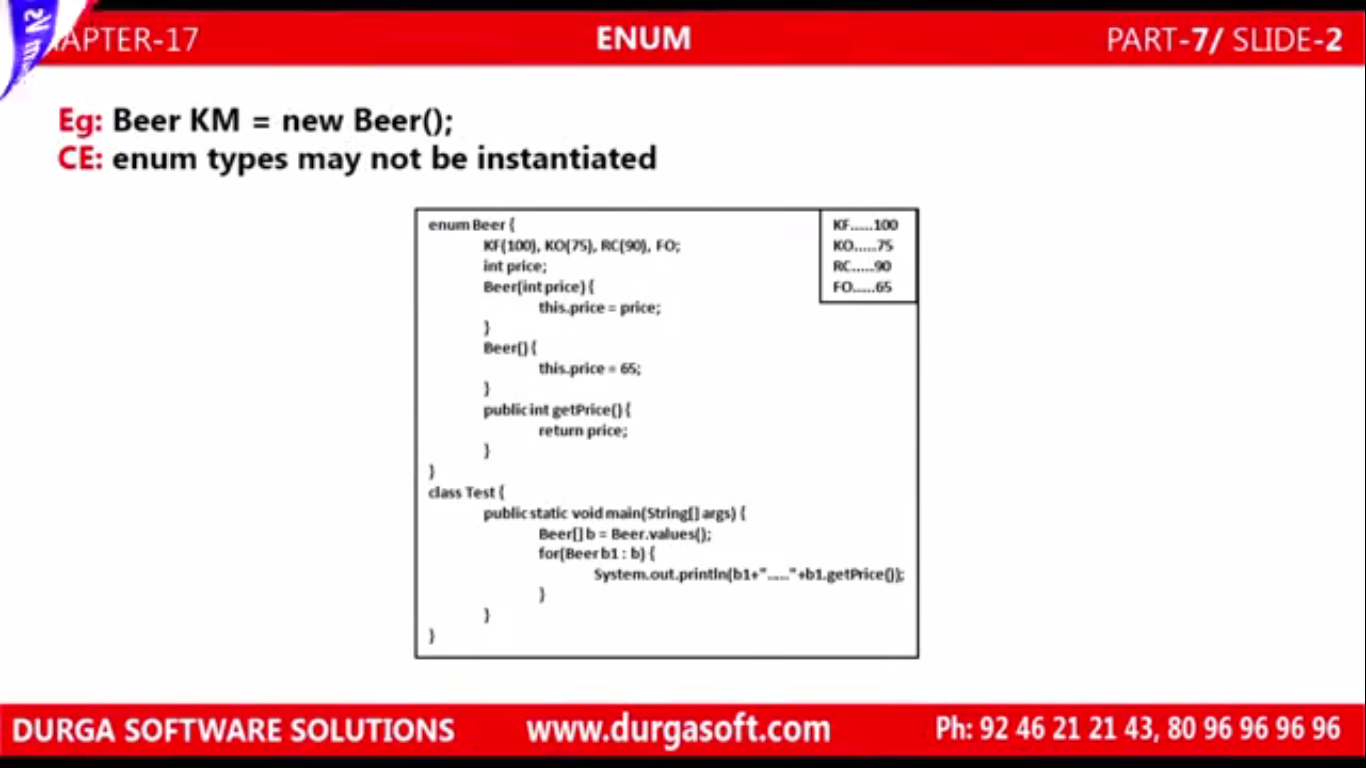 APTER-17
ENUM
PART-7/ SLIDE-2
Eg: Beer KM = new Beer();
CE: enum types may not be instantiated
enum Beer {
KF(100), KO(75), RC(90), FO;
int price;
Beer(int price) {
this.price = price;
}
Beer() {
this.price = 65;
}
public int getPrice() {
return price;
}
}
class Test {
public static void main(String[] args) {
Beer[] b = Beer.values();
for(Beer b1 : b) {
System.out.println(b1+"....."+b1.getPrice());
}
}
}
KF.....100
KO.....75
RC.....90
FO.....65
DURGA SOFTWARE SOLUTIONS
www.durgasoft.com
Ph: 92 46 21 21 43, 80 96 96 96 96